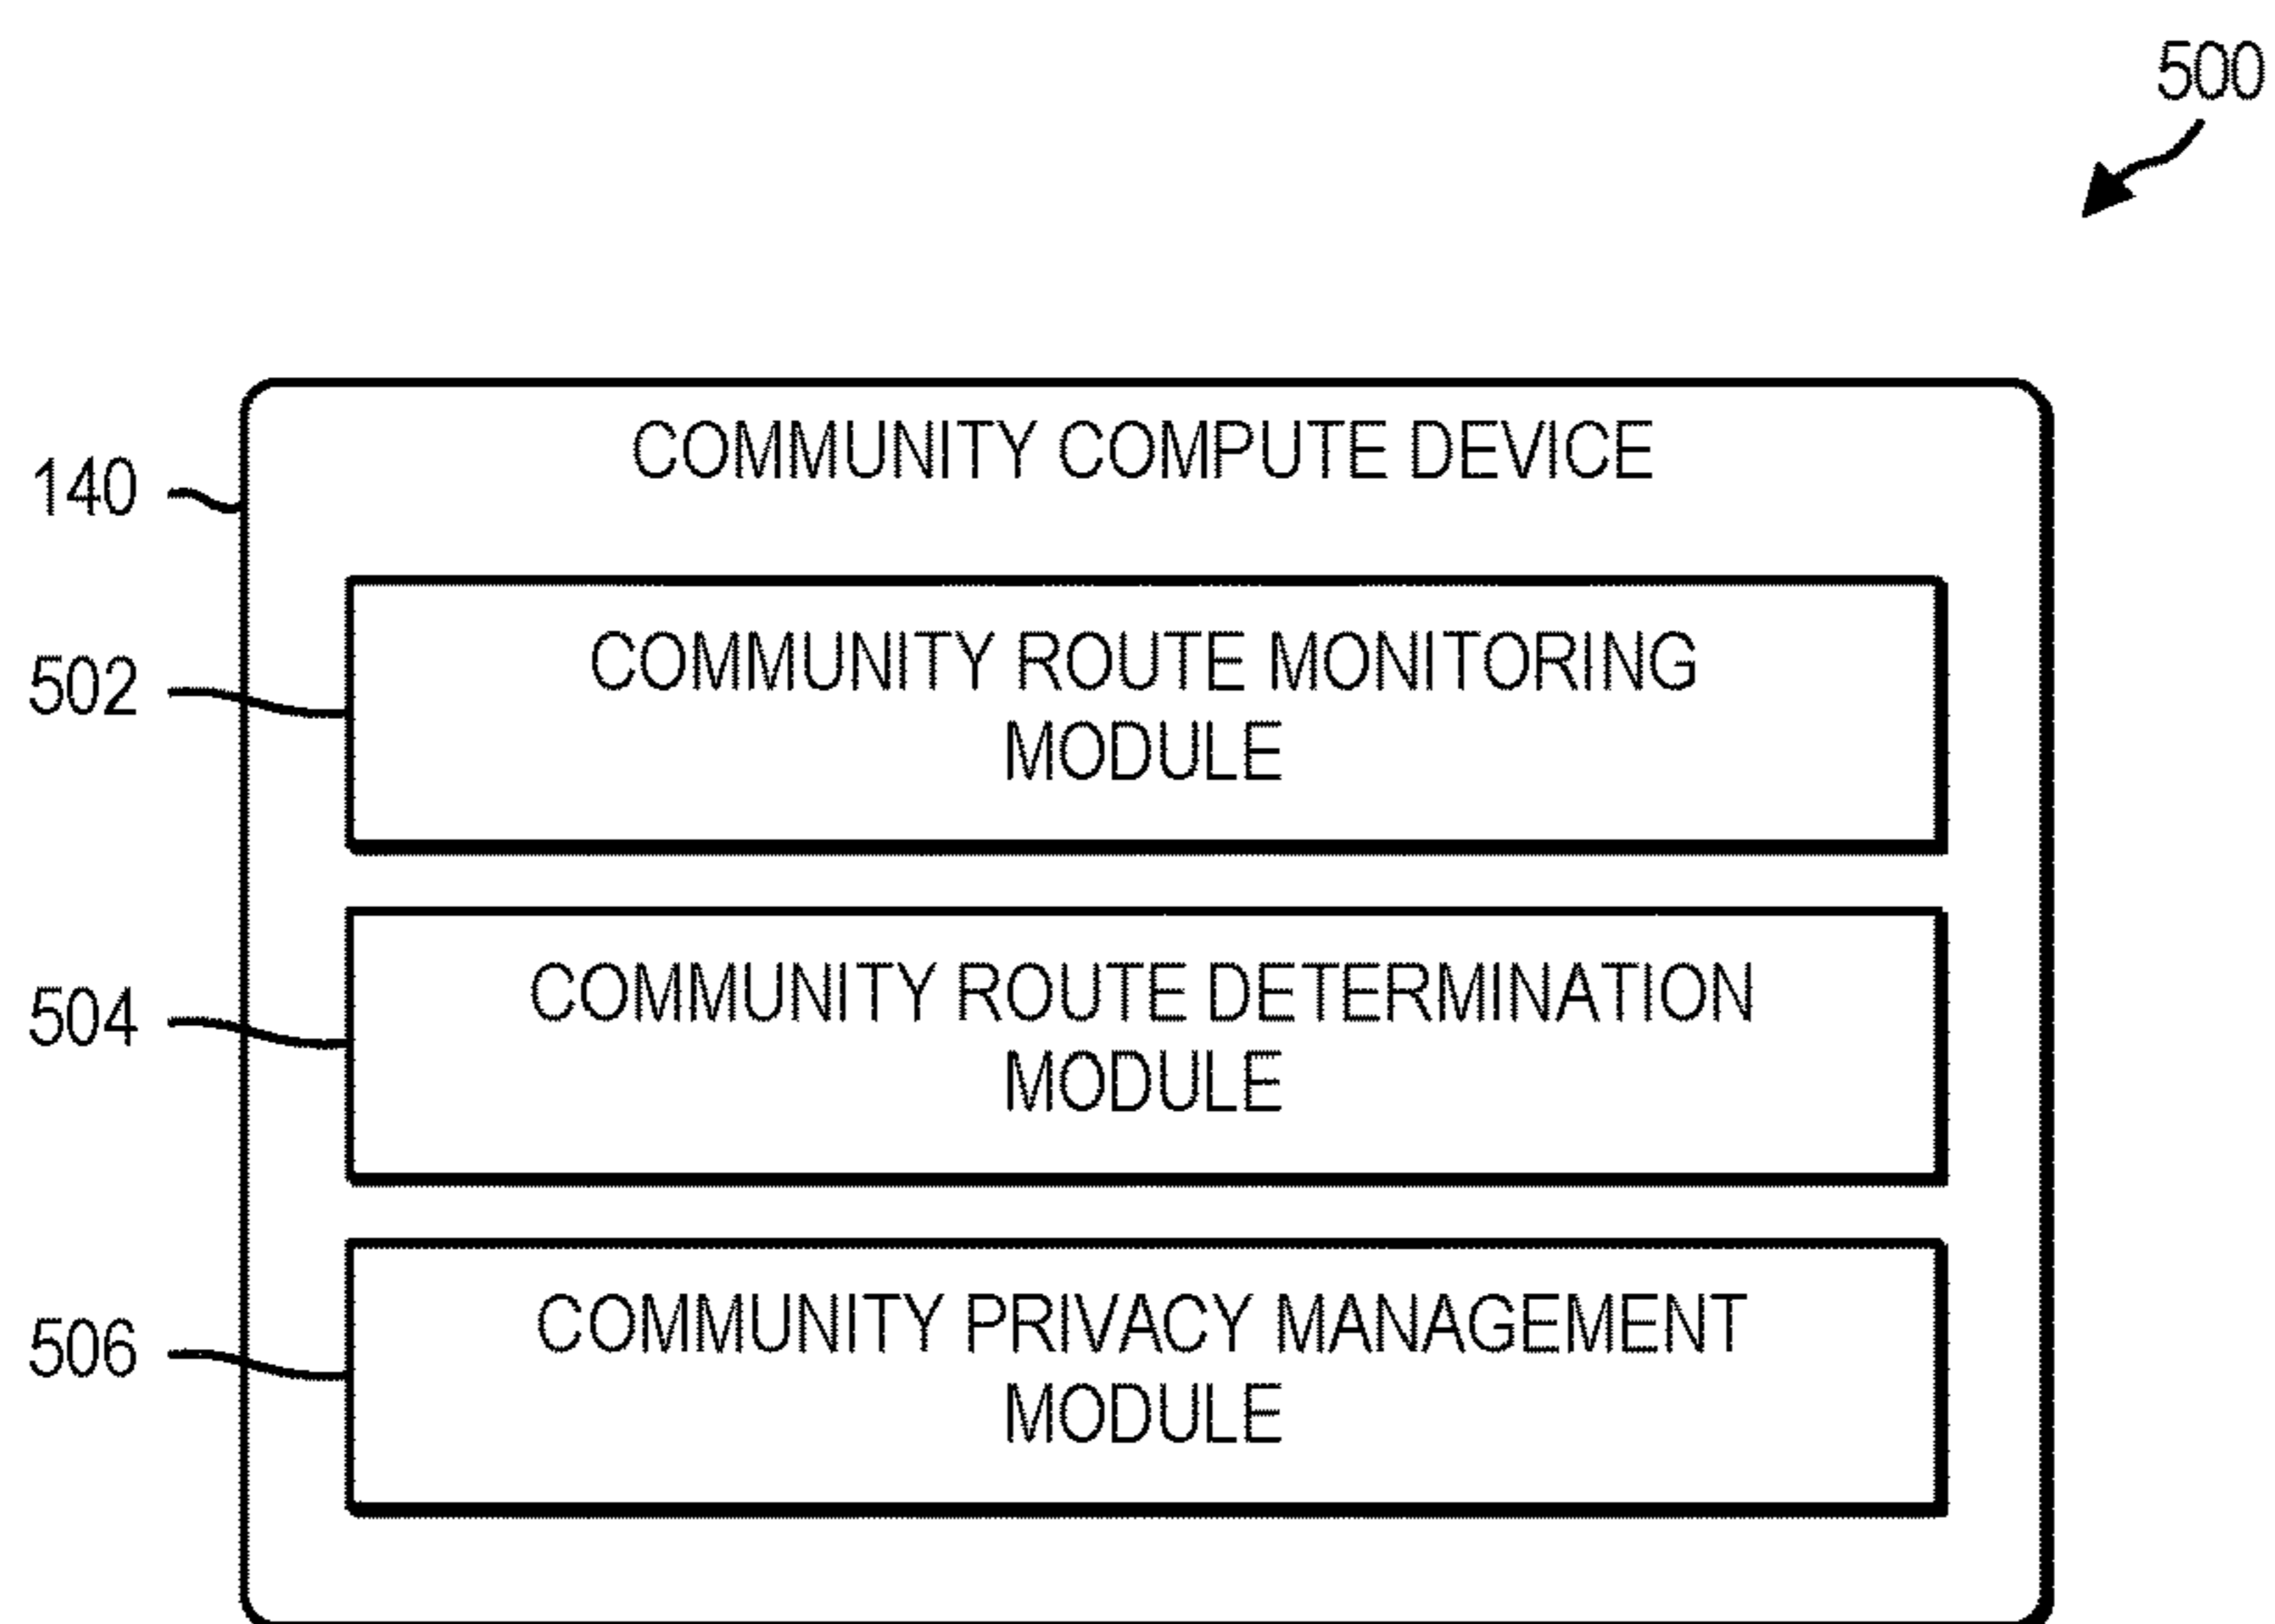 500
COMMUNITY COMPUTE DEVICE
140
COMMUNITY ROUTE MONITORING
MODULE
502
COMMUNITY ROUTE DETERMINATION
MODULE
504
COMMUNITY PRIVACY MANAGEMENT
MODULE
506